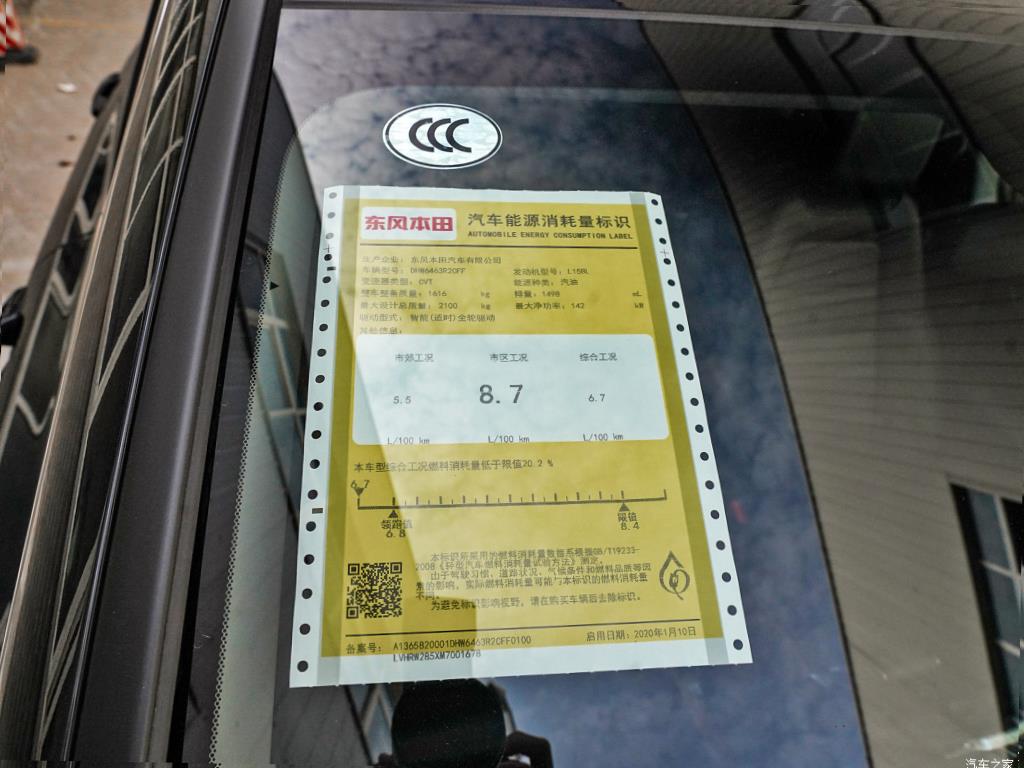 CCC
东风本田 汽车能源消耗量标识
AUTOMOBILE ENERGY CONSUMPTION LABEL
生产企业: 东风本田汽车有限公司
车辆型号: DHW6463R2CFF 发动机型号: L15BL
变速器类型: CVT 能源种类: 汽油
整车整备质量: 1616 kg 排量: 1498 mL
最大设计总质量: 2100 kg 最大净功率: 142 kW
驱动型式: 智能(适时)全轮驱动
其他信息:
市郊工况 市区工况 综合工况
5.5 8.7 6.7
L/100 km L/100 km L/100 km
本车型综合工况燃料消耗量低于限值20.2 %
6.7
领跑值 限值
6.8 8.4
本标识所采用的燃料消耗量数据系根据GB/T19233-
2008《轻型汽车燃料消耗量试验方法》测定。
由于驾驶习惯、道路状况、气候条件和燃料品质等因
素的影响，实际燃料消耗量可能与本标识的燃料消耗量
不同。
为避免标识影响视野，请在购买车辆后去除标识。
备案号: A1365820001DHW6463R2CFF0100 启用日期: 2020年1月10日
LVHRW285XM7001678
汽车之家